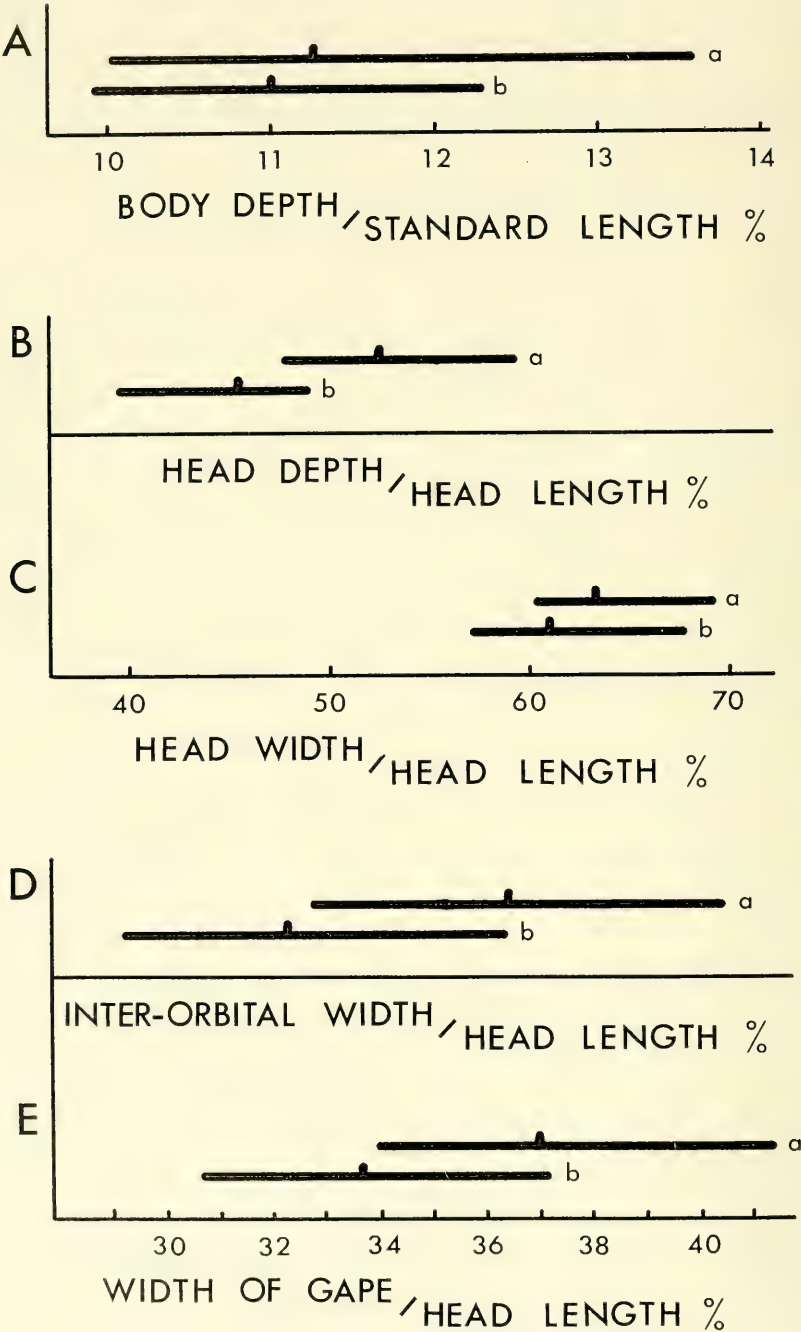 A
a
b
10 11 12 13 14
BODY DEPTH / STANDARD LENGTH %
B
a
b
HEAD DEPTH / HEAD LENGTH %
C
a
b
40 50 60 70
HEAD WIDTH / HEAD LENGTH %
D
a
b
INTER-ORBITAL WIDTH / HEAD LENGTH %
E
a
b
30 32 34 36 38 40
WIDTH OF GAPE / HEAD LENGTH %